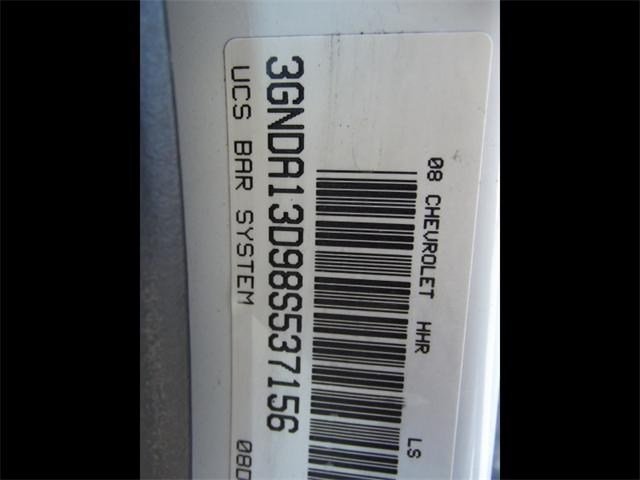 08 CHEVROLET HHR LS
3GNDA13D98S537156
UCS BAR SYSTEM